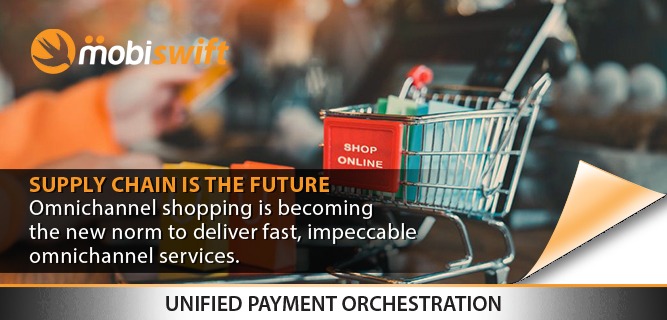 mobiswift
SHOP
ONLINE
SUPPLY CHAIN IS THE FUTURE
Omnichannel shopping is becoming
the new norm to deliver fast, impeccable
omnichannel services.
UNIFIED PAYMENT ORCHESTRATION